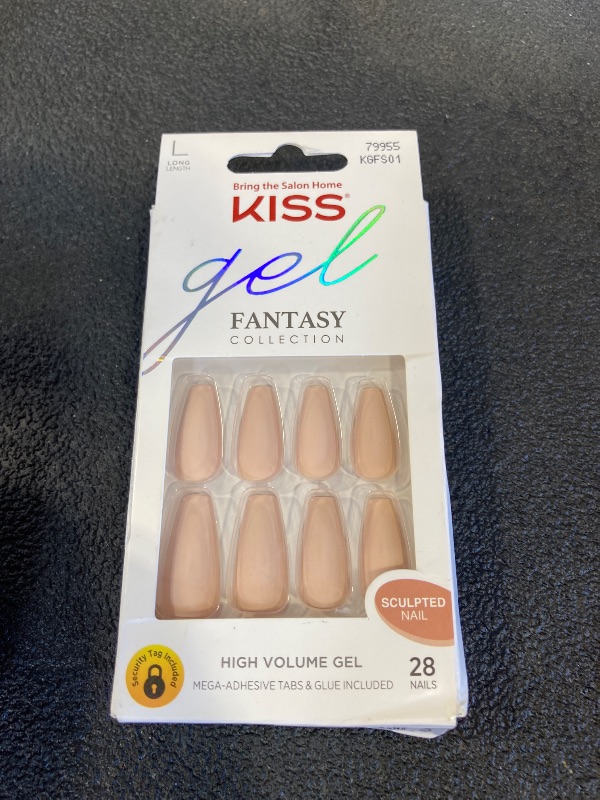 L
LONG
LENGTH
79955
KGFS01
Bring the Salon Home
KISS®
gel
FANTASY
COLLECTION
SCULPTED
NAIL
Security Tag Included
HIGH VOLUME GEL
MEGA-ADHESIVE TABS & GLUE INCLUDED
28
NAILS